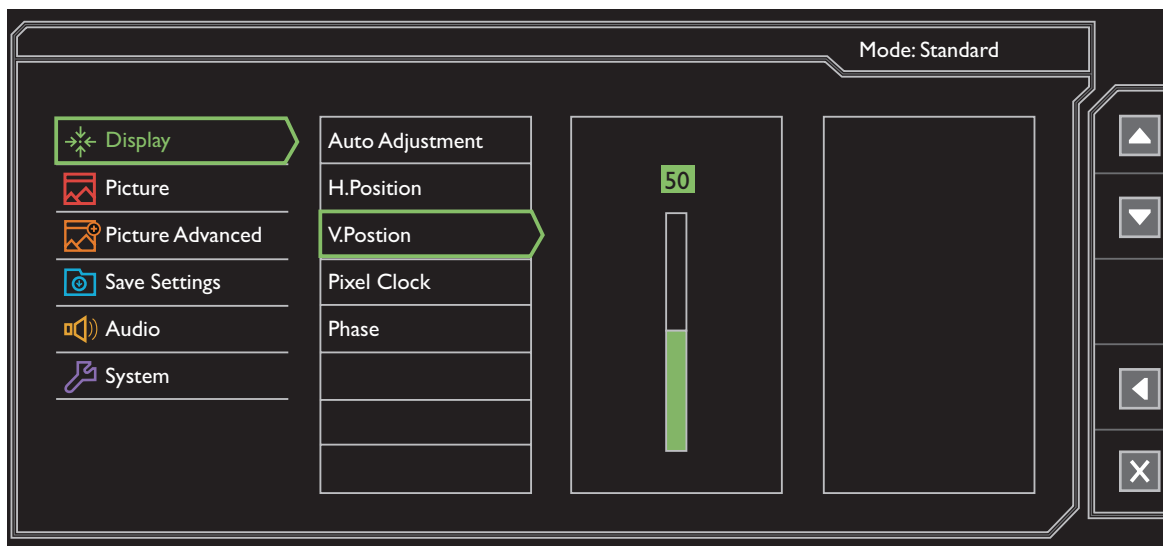 Mode: Standard
Display
Picture
Picture Advanced
Save Settings
Audio
System
Auto Adjustment
H.Position
V.Postion
Pixel Clock
Phase
50